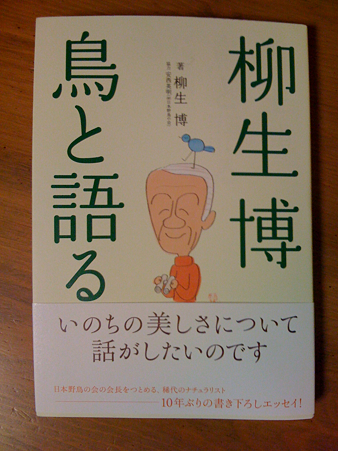 柳生博
鳥と語る
著 柳生 博
いのちの美しさについて
話がしたいのです
日本野鳥の会の会長をつとめる、稀代のナチュラリスト
10年ぶりの書き下ろしエッセイ!